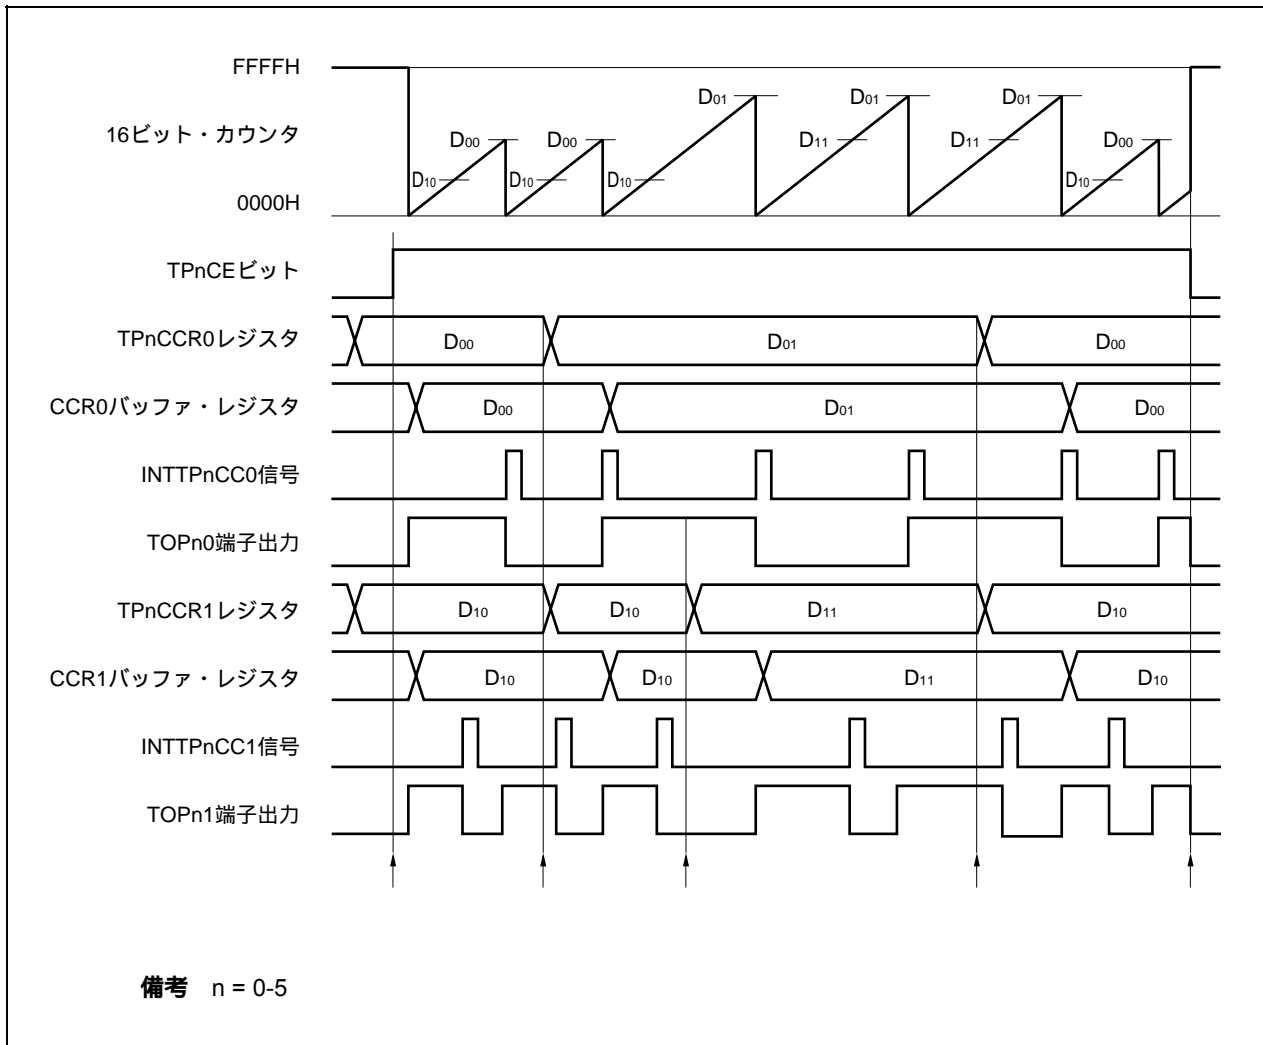 FFFFH
16ビット・カウンタ
0000H
D10 D00 D10 D00 D10 D01 D11 D01 D11 D01 D10 D00
TPnCEビット
TPnCCR0レジスタ D00 D01 D00
CCR0バッファ・レジスタ D00 D01 D00
INTTPnCC0信号
TOPn0端子出力
TPnCCR1レジスタ D10 D10 D11 D10
CCR1バッファ・レジスタ D10 D10 D11 D10
INTTPnCC1信号
TOPn1端子出力
備考 n = 0-5